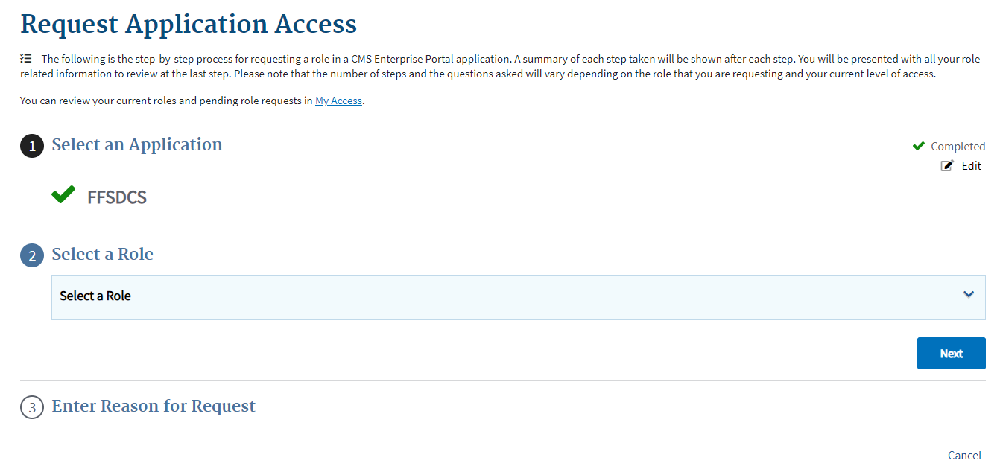 Request Application Access
The following is the step-by-step process for requesting a role in a CMS Enterprise Portal application. A summary of each step taken will be shown after each step. You will be presented with all your role
related information to review at the last step. Please note that the number of steps and the questions asked will vary depending on the role that you are requesting and your current level of access.
You can review your current roles and pending role requests in My Access.
1 Select an Application
Completed
Edit
FFSDCS
2 Select a Role
Select a Role
Next
3 Enter Reason for Request
Cancel